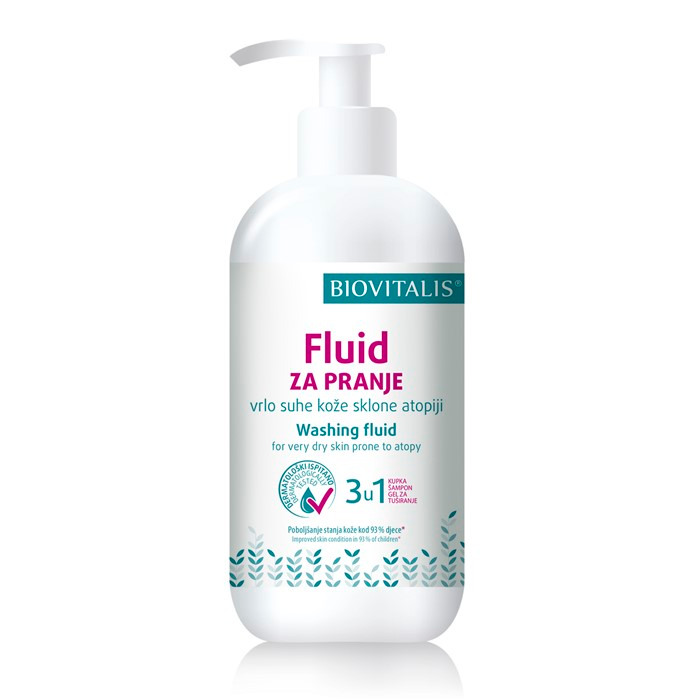 BIOVITALIS®
Fluid
ZA PRANJE
vrlo suhe kože sklone atopiji
Washing fluid
for very dry skin prone to atopy
DERMATOLOŠKI ISPITANO
DERMATOLOGICALLY
TESTED
3u1
KUPKA
ŠAMPON
GEL ZA
TUŠIRANJE
Poboljšanje stanja kože kod 93 % djece*
Improved skin condition in 93 % of children*